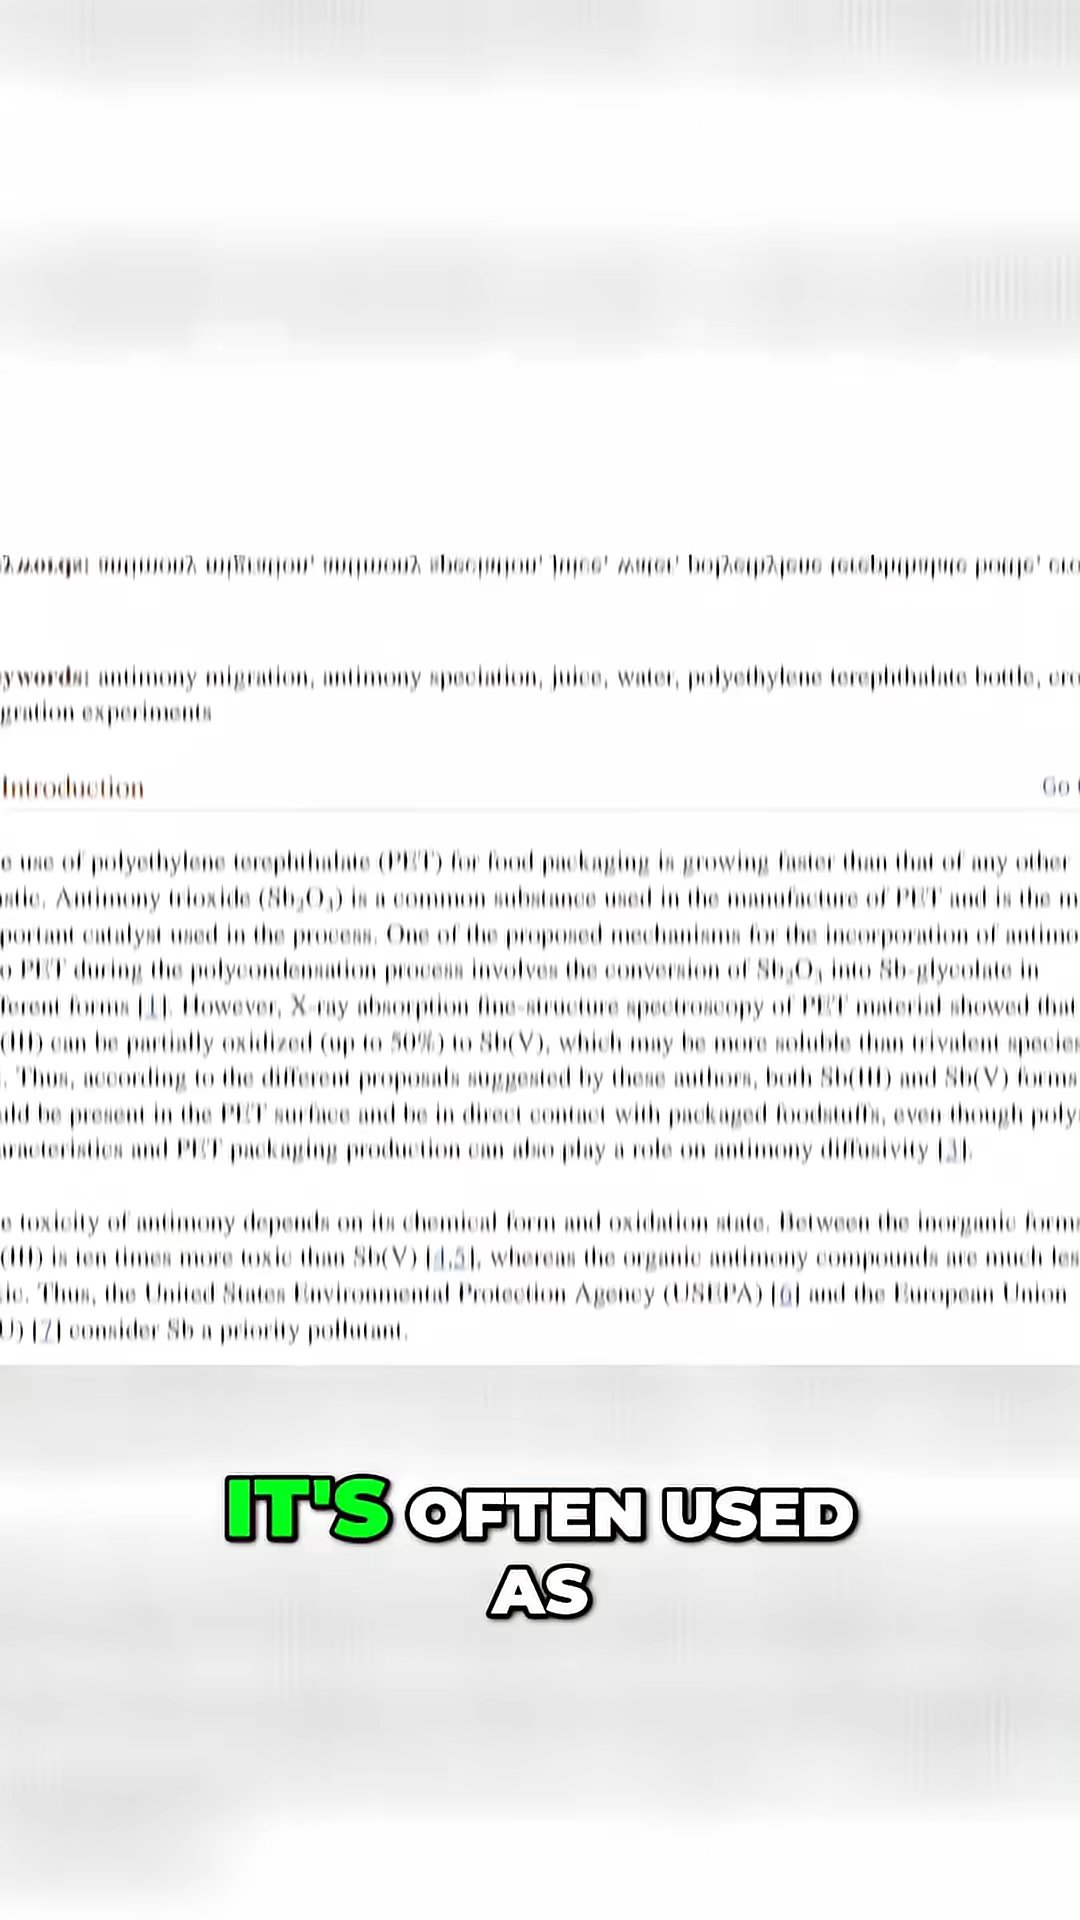 ywords: antimony migration, antimony speciation, juice, water, polyethylene terephthalate bottle, cro
gration experiments
Introduction
Go
e use of polyethylene terephthalate (PET) for food packaging is growing faster than that of any other
astic. Antimony trioxide (Sb₂O₃) is a common substance used in the manufacture of PET and is the m
portant catalyst used in the process. One of the proposed mechanisms for the incorporation of antimo
o PET during the polycondensation process involves the conversion of Sb₂O₃ into Sb-glycolate in
ferent forms [1]. However, X-ray absorption fine-structure spectroscopy of PET material showed that
(III) can be partially oxidized (up to 50%) to Sb(V), which may be more soluble than trivalent species
. Thus, according to the different proposals suggested by these authors, both Sb(III) and Sb(V) forms
uld be present in the PET surface and be in direct contact with packaged foodstuffs, even though poly
aracteristics and PET packaging production can also play a role on antimony diffusivity [3].
e toxicity of antimony depends on its chemical form and oxidation state. Between the inorganic forms
(III) is ten times more toxic than Sb(V) [4,5], whereas the organic antimony compounds are much les
ic. Thus, the United States Environmental Protection Agency (USEPA) [6] and the European Union
U) [7] consider Sb a priority pollutant.
IT'S OFTEN USED
AS